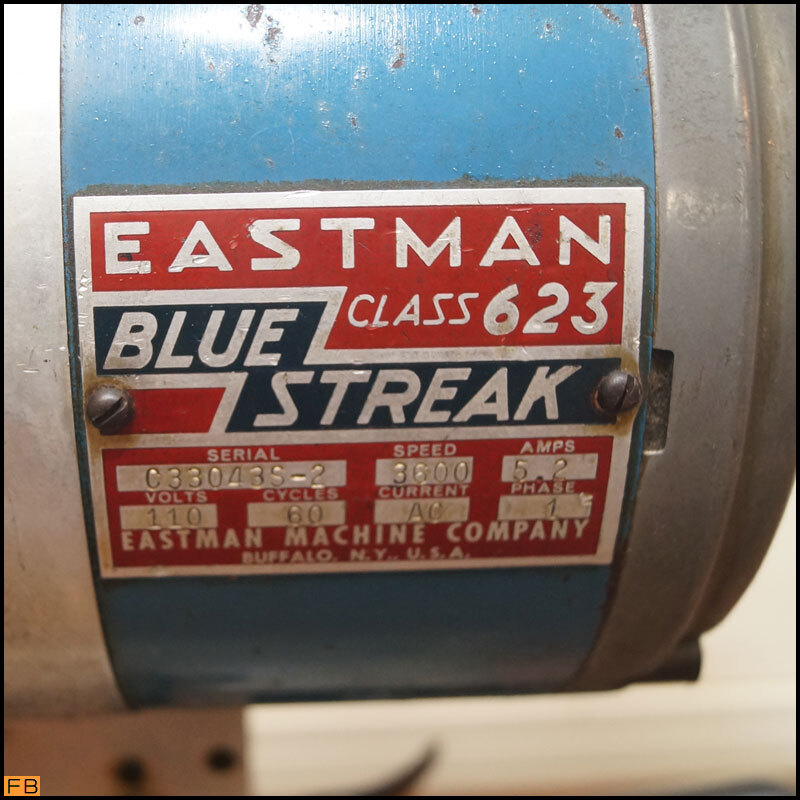 EASTMAN
CLASS 623
BLUE
STREAK
SERIAL SPEED AMPS
C33043S-2 3600 5.2
VOLTS CYCLES CURRENT PHASE
110 60 AC 1
EASTMAN MACHINE COMPANY
BUFFALO, N.Y., U.S.A.
FB